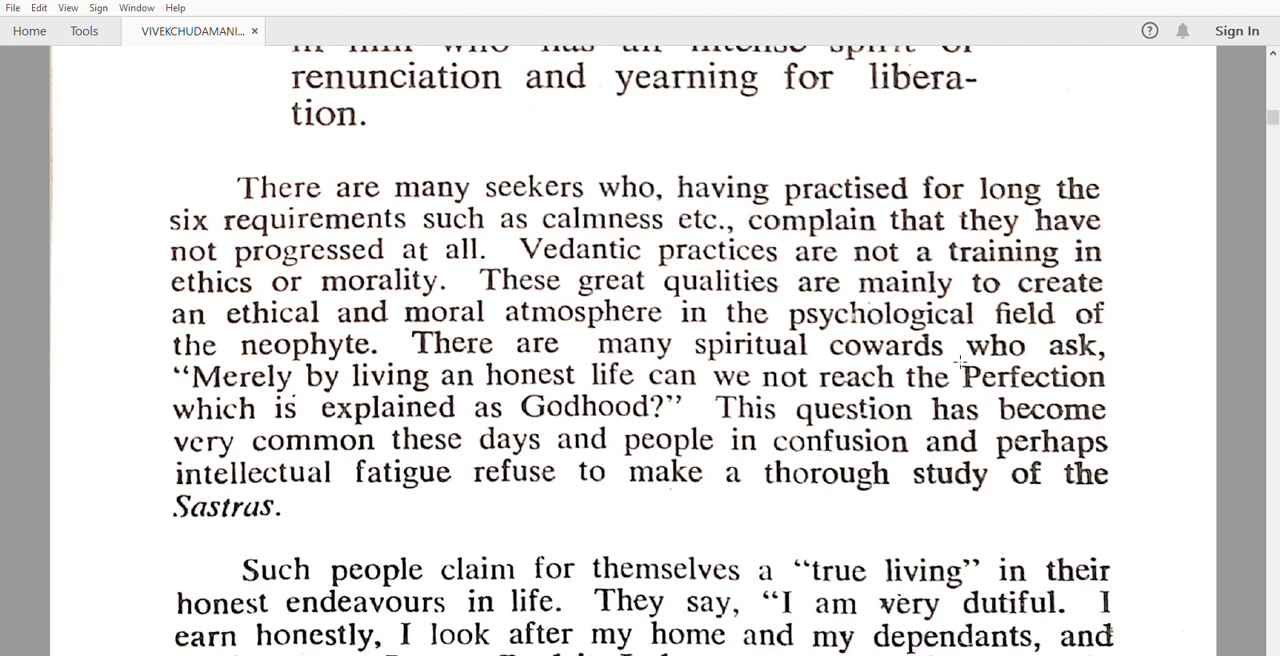 File Edit View Sign Window Help
Home Tools VIVEKCHUDAMANI... × ? Sign In
renunciation and yearning for libera-
tion.
There are many seekers who, having practised for long the
six requirements such as calmness etc., complain that they have
not progressed at all. Vedantic practices are not a training in
ethics or morality. These great qualities are mainly to create
an ethical and moral atmosphere in the psychological field of
the neophyte. There are many spiritual cowards who ask,
“Merely by living an honest life can we not reach the Perfection
which is explained as Godhood?” This question has become
very common these days and people in confusion and perhaps
intellectual fatigue refuse to make a thorough study of the
Sastras.
Such people claim for themselves a “true living” in their
honest endeavours in life. They say, “I am very dutiful. I
earn honestly, I look after my home and my dependants, and